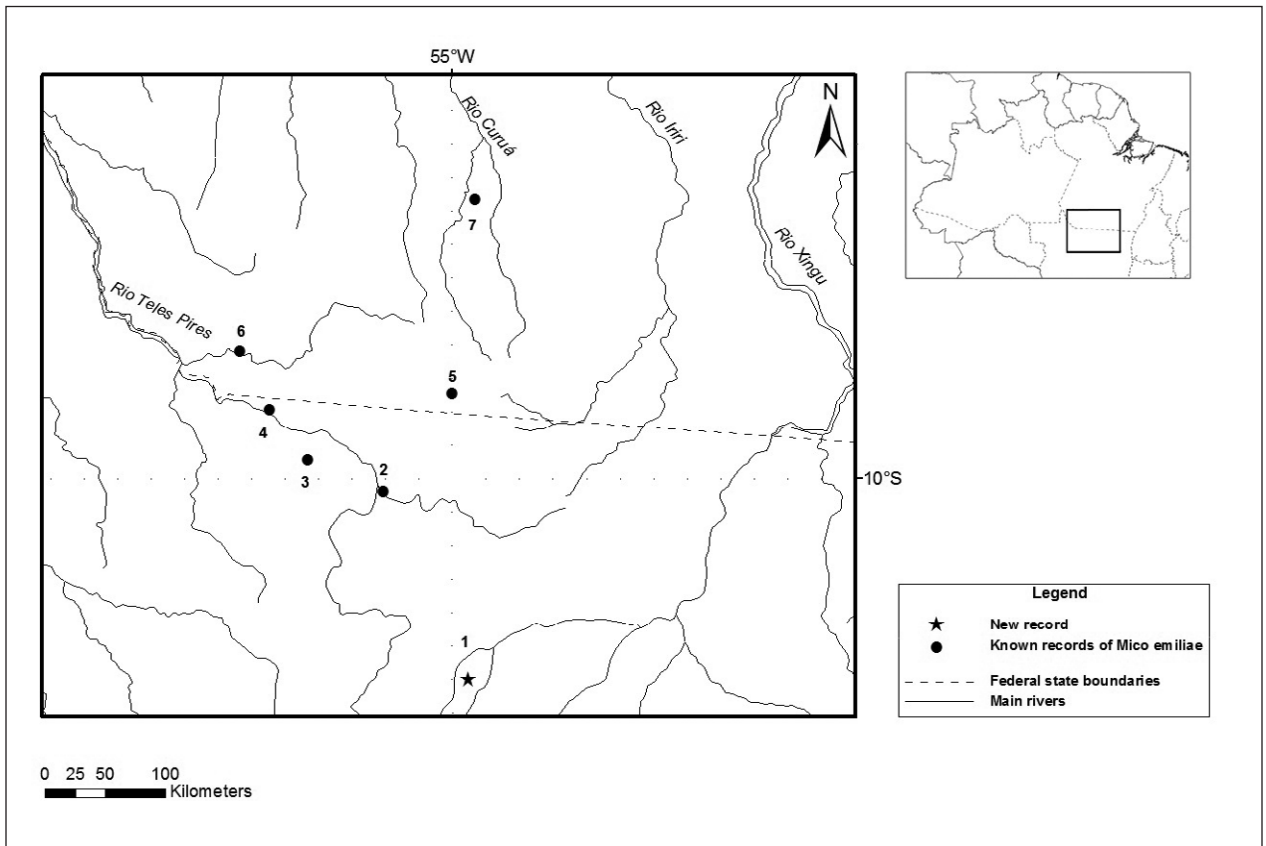 55°W
N
Rio Curuá
Rio Iriri
Rio Xingu
7
Rio Teles Pires
6
5
4
3
2
10°S
1
Legend
New record
Known records of Mico emiliae
Federal state boundaries
Main rivers
0 25 50 100
Kilometers